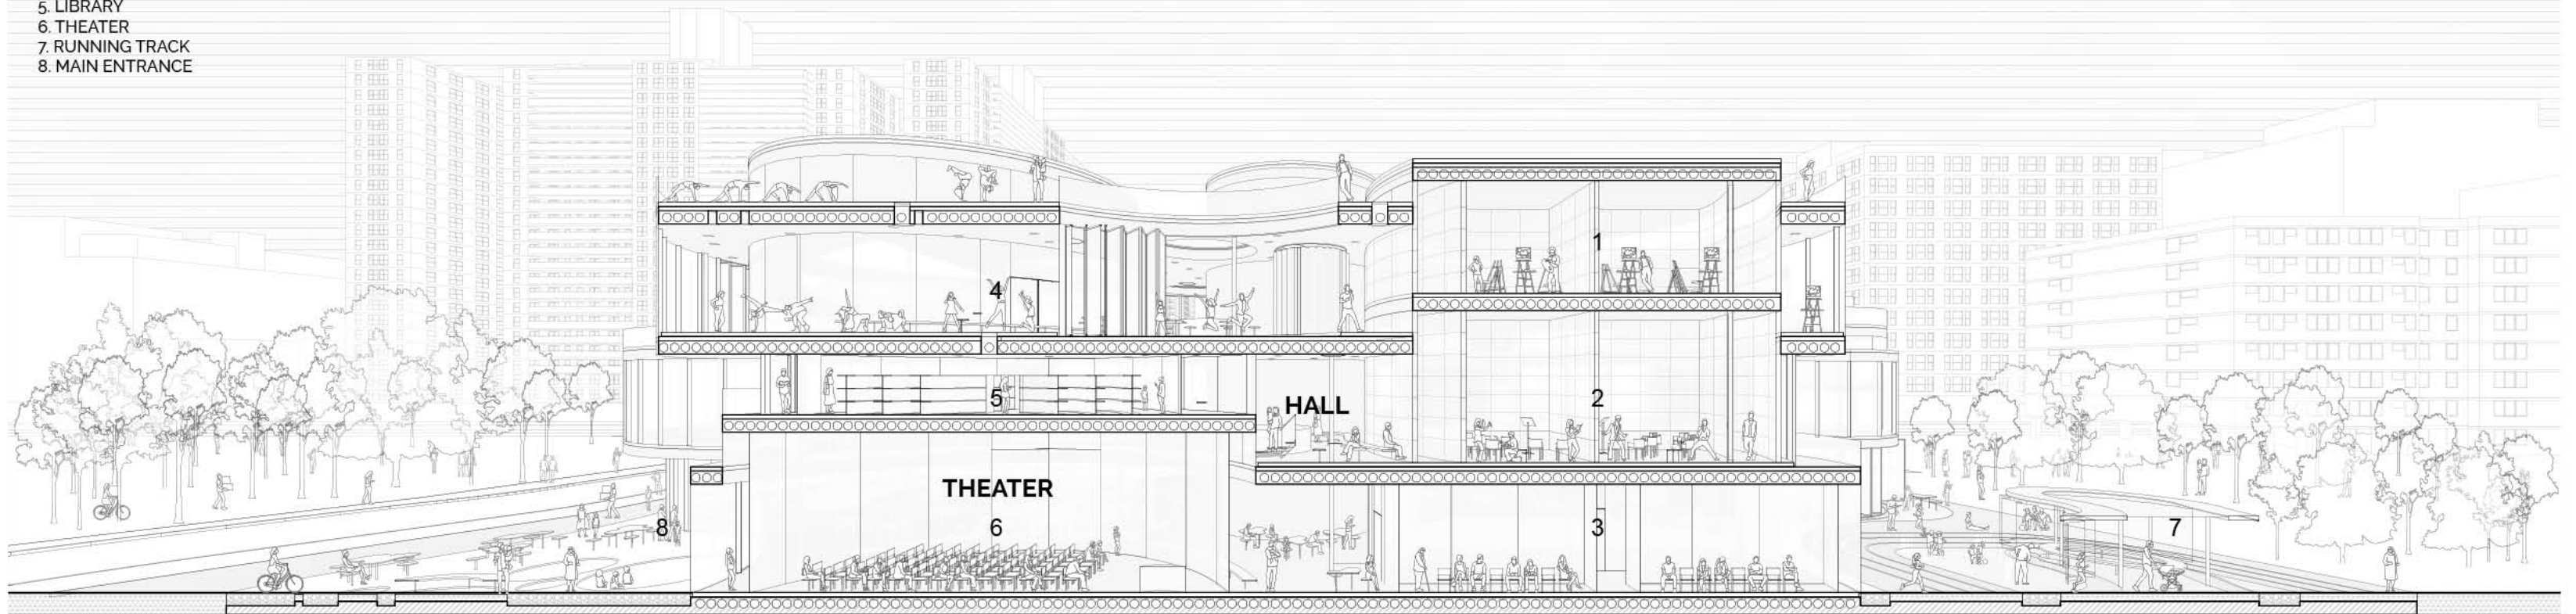 5. LIBRARY
6. THEATER
7. RUNNING TRACK
8. MAIN ENTRANCE
1
4
5
HALL
2
THEATER
8
6
3
7